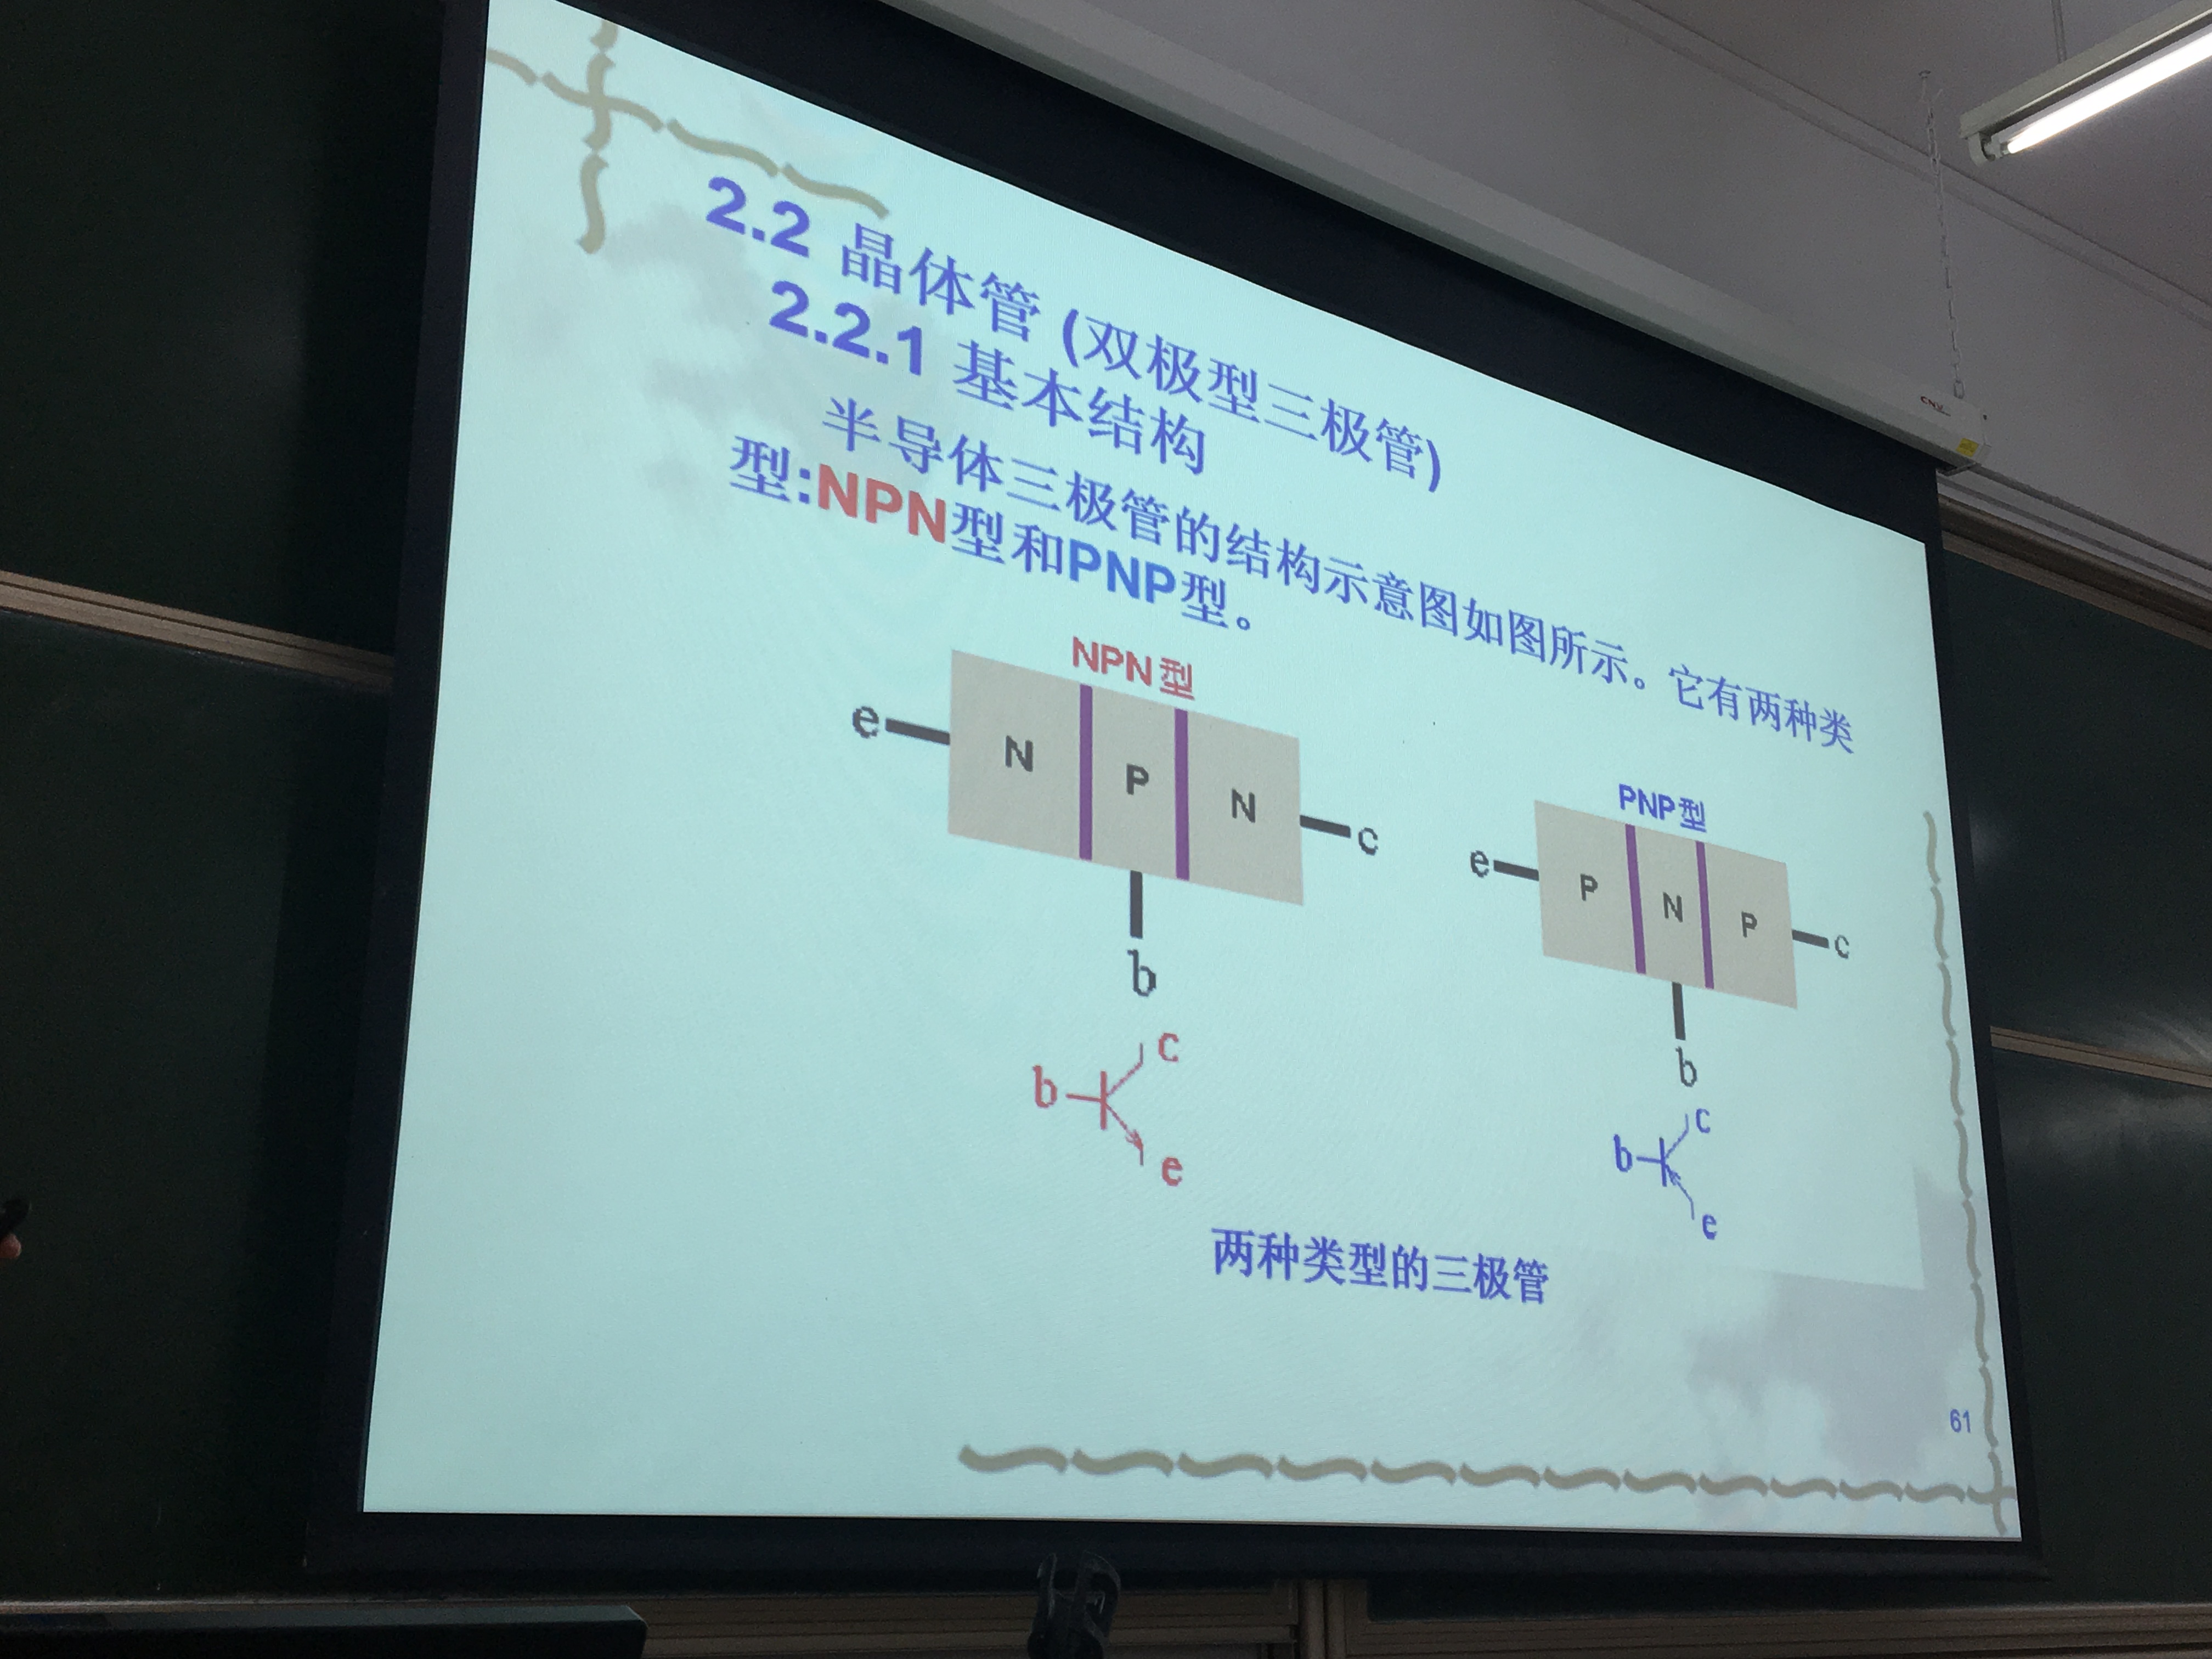 2.2 晶体管 (双极型三极管)
2.2.1 基本结构
半导体三极管的结构示意图如图所示。它有两种类
型:NPN型和PNP型。
NPN型
e
N
P
N
c
b
b
c
e
PNP型
e
P
N
P
c
b
b
c
e
两种类型的三极管
61